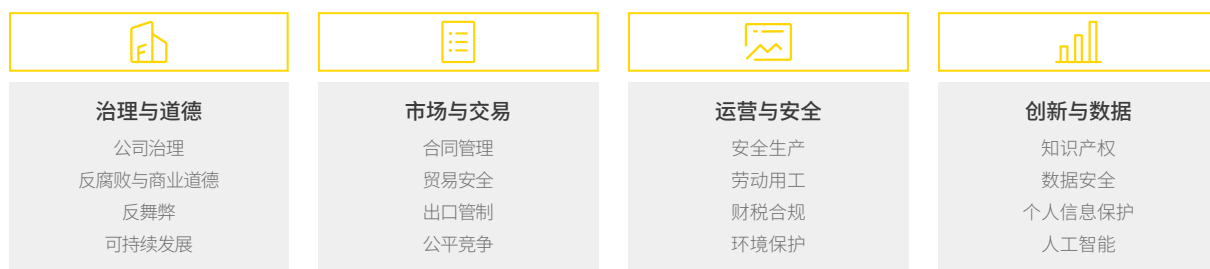 治理与道德
公司治理
反腐败与商业道德
反舞弊
可持续发展
市场与交易
合同管理
贸易安全
出口管制
公平竞争
运营与安全
安全生产
劳动用工
财税合规
环境保护
创新与数据
知识产权
数据安全
个人信息保护
人工智能